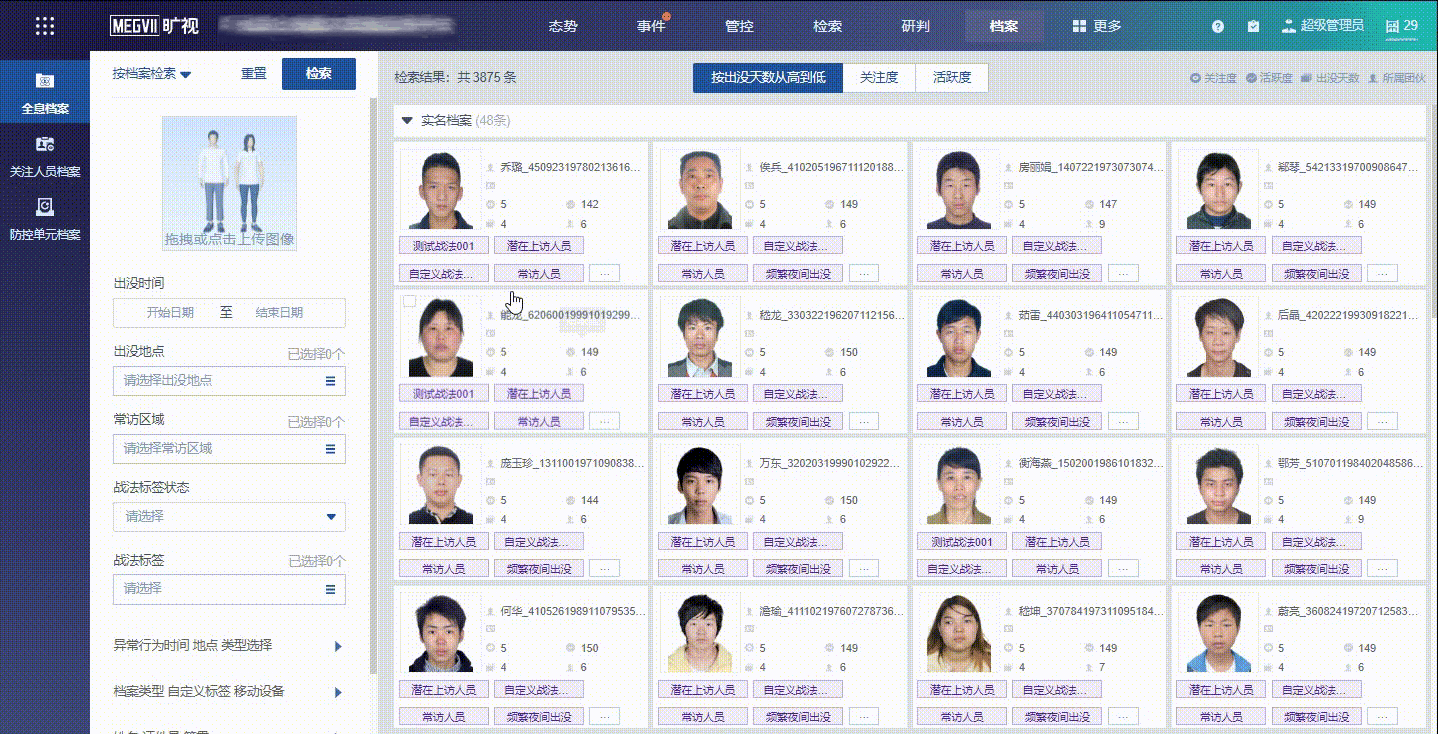 MEGVII 旷视 态势 事件 管控 检索 研判 档案 更多 超级管理员 29
全息档案
关注人员档案
防控单元档案
按档案检索 重置 检索
拖拽或点击上传图像
出没时间
开始日期 至 结束日期
出没地点 已选择0个
请选择出没地点
常访区域 已选择0个
请选择常访区域
战法标签状态
请选择
战法标签 已选择0个
请选择
异常行为时间 地点 类型选择
档案类型 自定义标签 移动设备
检索结果：共 3875 条 按出没天数从高到低 关注度 活跃度 关注度 活跃度 出没天数 所属团伙
实名档案 (48条)
乔璐_45092319780213616...
5 142
4 6
测试战法001 潜在上访人员
自定义战法... 常访人员 ...
俟兵_410205196711120188...
5 149
4 6
潜在上访人员 自定义战法...
常访人员 频繁夜间出没 ...
房丽娟_1407221973073074...
5 147
4 9
潜在上访人员 自定义战法...
常访人员 频繁夜间出没 ...
郗琴_54213319700908647...
5 149
4 6
潜在上访人员 自定义战法...
常访人员 频繁夜间出没 ...
能龙_62060019991019299...
5 149
4 6
测试战法001 潜在上访人员
自定义战法... 常访人员 ...
嵇龙_330322196207112156...
5 150
4 6
潜在上访人员 自定义战法...
常访人员 频繁夜间出没 ...
茹雷_440303196411054711...
5 149
4 6
潜在上访人员 自定义战法...
常访人员 频繁夜间出没 ...
后晶_42022219930918221...
5 149
4 6
潜在上访人员 自定义战法...
常访人员 频繁夜间出没 ...
庞玉珍_1311001971090838...
5 144
4 6
潜在上访人员 自定义战法...
常访人员 频繁夜间出没 ...
万东_32020319990102922...
5 150
4 6
潜在上访人员 自定义战法...
常访人员 频繁夜间出没 ...
衡海燕_1502001986101832...
5 149
4 6
测试战法001 潜在上访人员
自定义战法... 常访人员 ...
鄂芳_510701198402048586...
5 149
4 9
潜在上访人员 自定义战法...
常访人员 频繁夜间出没 ...
何华_410526198911079535...
5 150
4 6
潜在上访人员 自定义战法...
常访人员 频繁夜间出没 ...
澹瑜_411102197607278736...
5 149
4 6
潜在上访人员 自定义战法...
常访人员 频繁夜间出没 ...
嵇坤_370784197311095184...
5 149
4 7
潜在上访人员 自定义战法...
常访人员 频繁夜间出没 ...
蔚亮_36082419720712583...
5 149
4 6
潜在上访人员 自定义战法...
常访人员 频繁夜间出没 ...